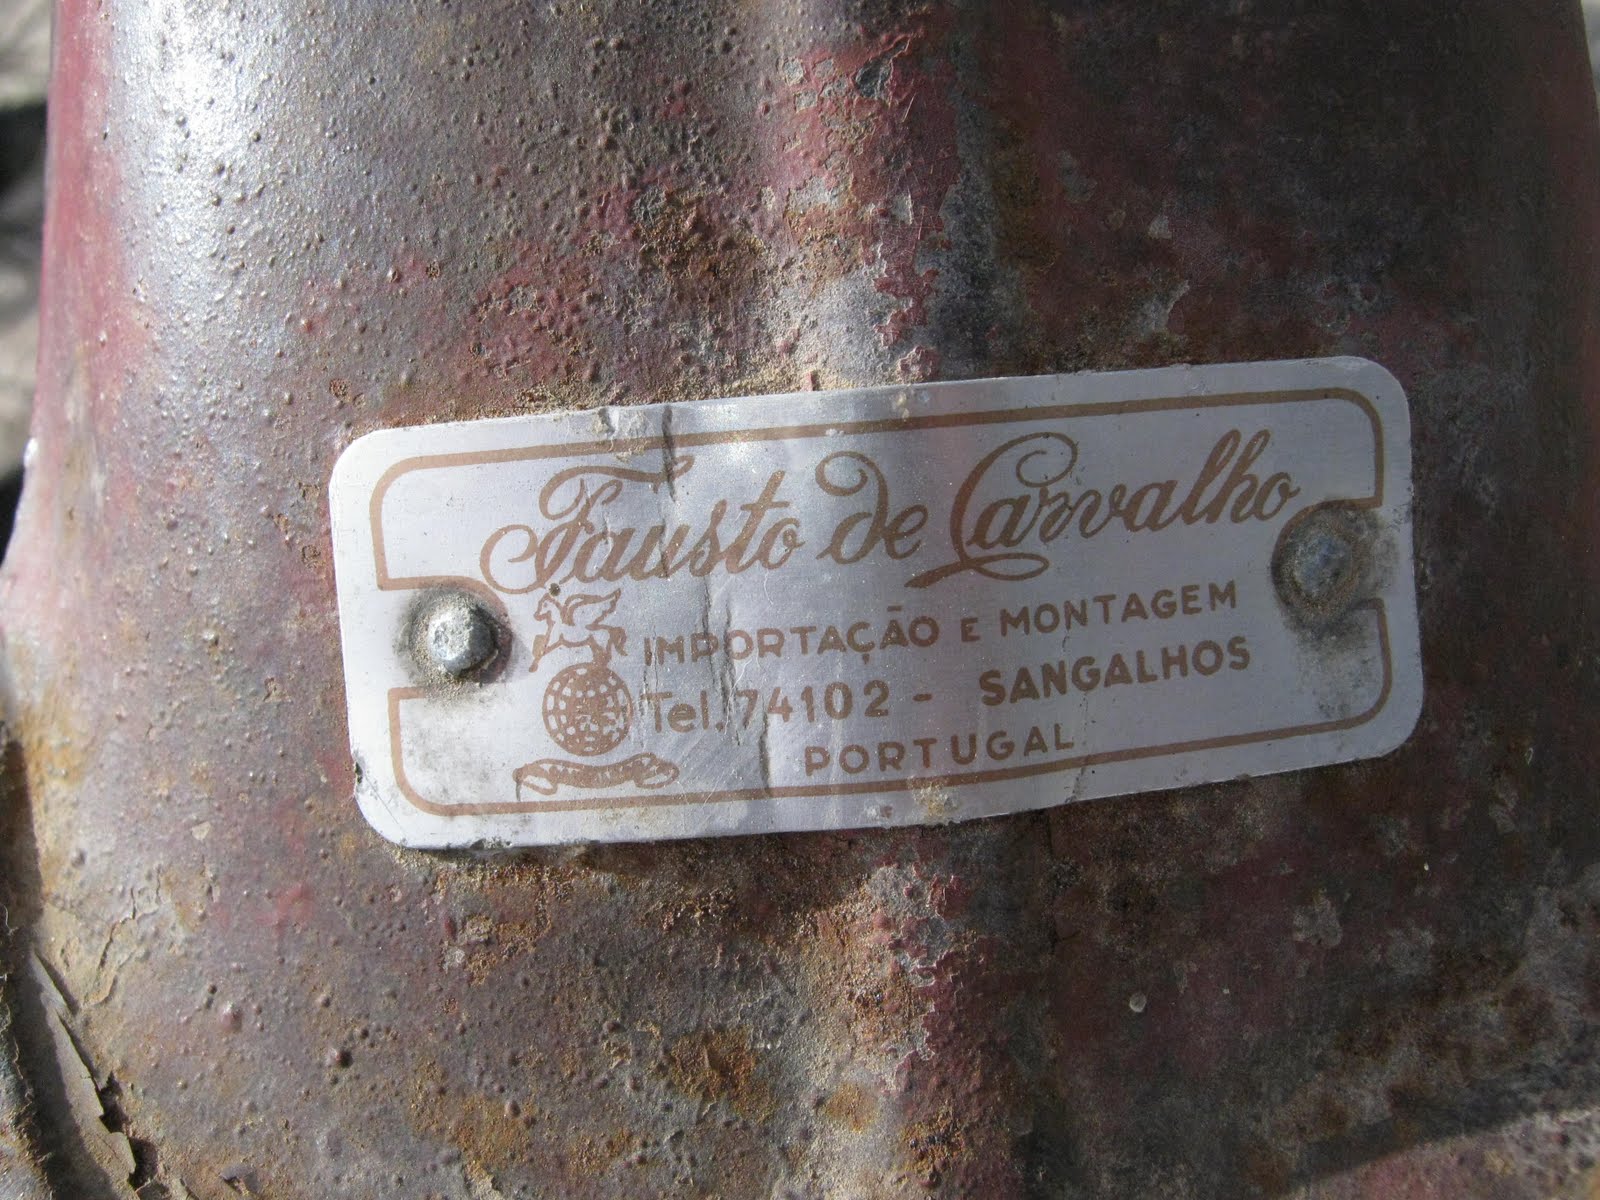 Fausto de Carvalho
IMPORTAÇÃO E MONTAGEM
Tel. 74102 - SANGALHOS
PORTUGAL